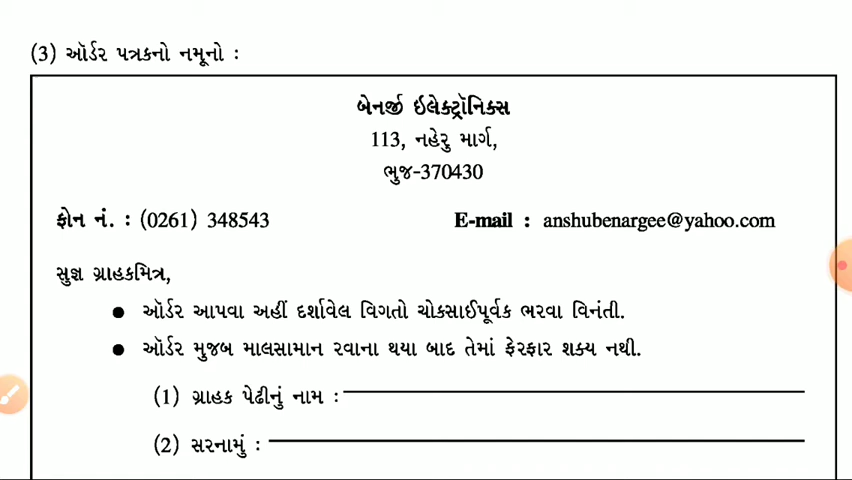 (3) ઑર્ડર પત્રકનો નમૂનો :
બેનર્જી ઇલેક્ટ્રૉનિક્સ
113, નહેરુ માર્ગ,
ભુજ-370430
ફોન નં. : (0261) 348543 E-mail : anshubenargee@yahoo.com
સુજ્ઞ ગ્રાહકમિત્ર,
● ઑર્ડર આપવા અહીં દર્શાવેલ વિગતો ચોક્સાઈપૂર્વક ભરવા વિનંતી.
● ઑર્ડર મુજબ માલસામાન રવાના થયા બાદ તેમાં ફેરફાર શક્ય નથી.
(1) ગ્રાહક પેઢીનું નામ :
(2) સરનામું :